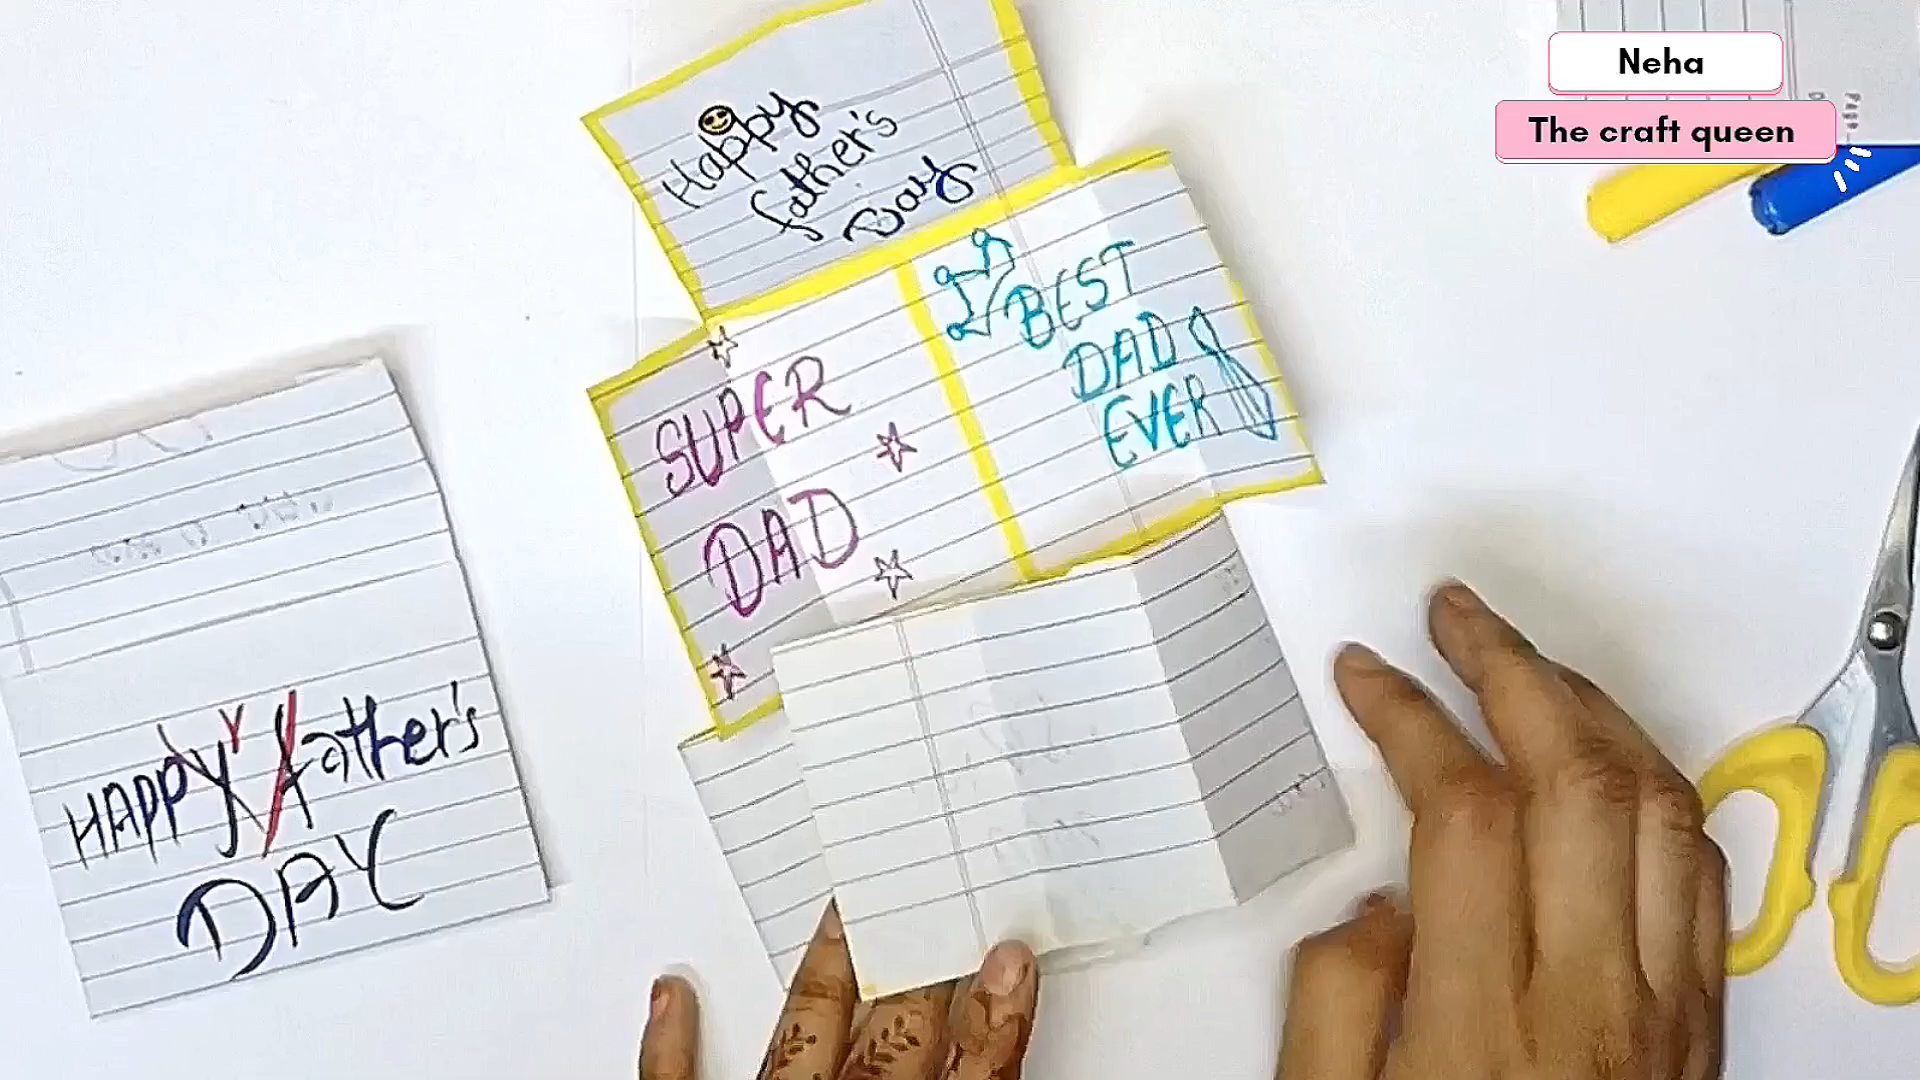 Neha
The craft queen
Happy
father's
Day
BEST
DAD
EVER
SUPER
DAD
HAPPY father's
DAY